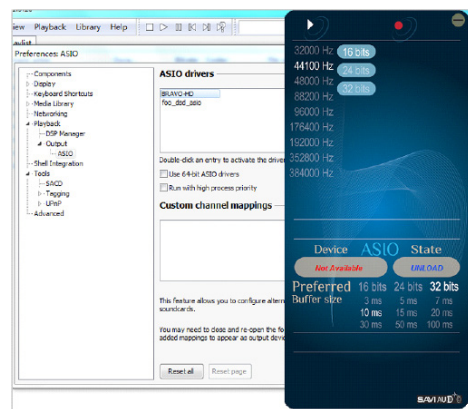 iew Playback Library Help
Preferences: ASIO
Components
Display
Keyboard Shortcuts
Media Library
Networking
Playback
DSP Manager
Output
ASIO
Shell Integration
Tools
SACD
Tagging
UPnP
Advanced
ASIO drivers
BRAVO-HD
foo_dsd_asio
Double-click an entry to activate the driver
Use 64-bit ASIO drivers
Run with high process priority
Custom channel mappings
This feature allows you to configure altern
soundcards.
You may need to close and re-open the fo
added mappings to appear as output devic
Reset all Reset page
32000 Hz 16 bits
44100 Hz 24 bits
48000 Hz 32 bits
88200 Hz
96000 Hz
176400 Hz
192000 Hz
352800 Hz
384000 Hz
Device ASIO State
Not Available UNLOAD
Preferred 16 bits 24 bits 32 bits
Buffer size 3 ms 5 ms 7 ms
10 ms 15 ms 20 ms
30 ms 50 ms 100 ms